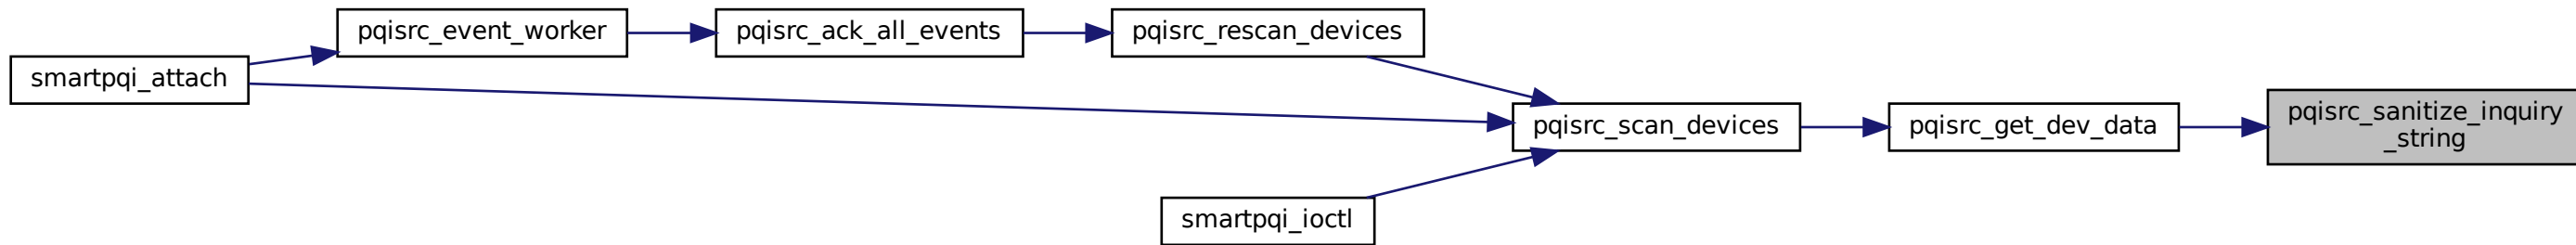 pqisrc_event_worker
pqisrc_ack_all_events
pqisrc_rescan_devices
smartpqi_attach
pqisrc_scan_devices
pqisrc_get_dev_data
pqisrc_sanitize_inquiry
_string
smartpqi_ioctl